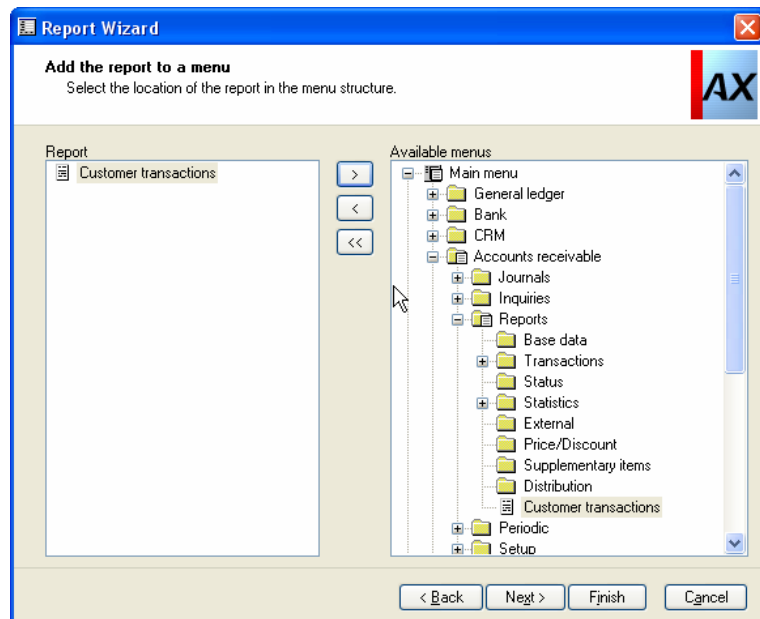 Report Wizard
Add the report to a menu
Select the location of the report in the menu structure.
AX
Report
Customer transactions
>
<
<<
Available menus
Main menu
General ledger
Bank
CRM
Accounts receivable
Journals
Inquiries
Reports
Base data
Transactions
Status
Statistics
External
Price/Discount
Supplementary items
Distribution
Customer transactions
Periodic
Setup
< Back
Next >
Finish
Cancel